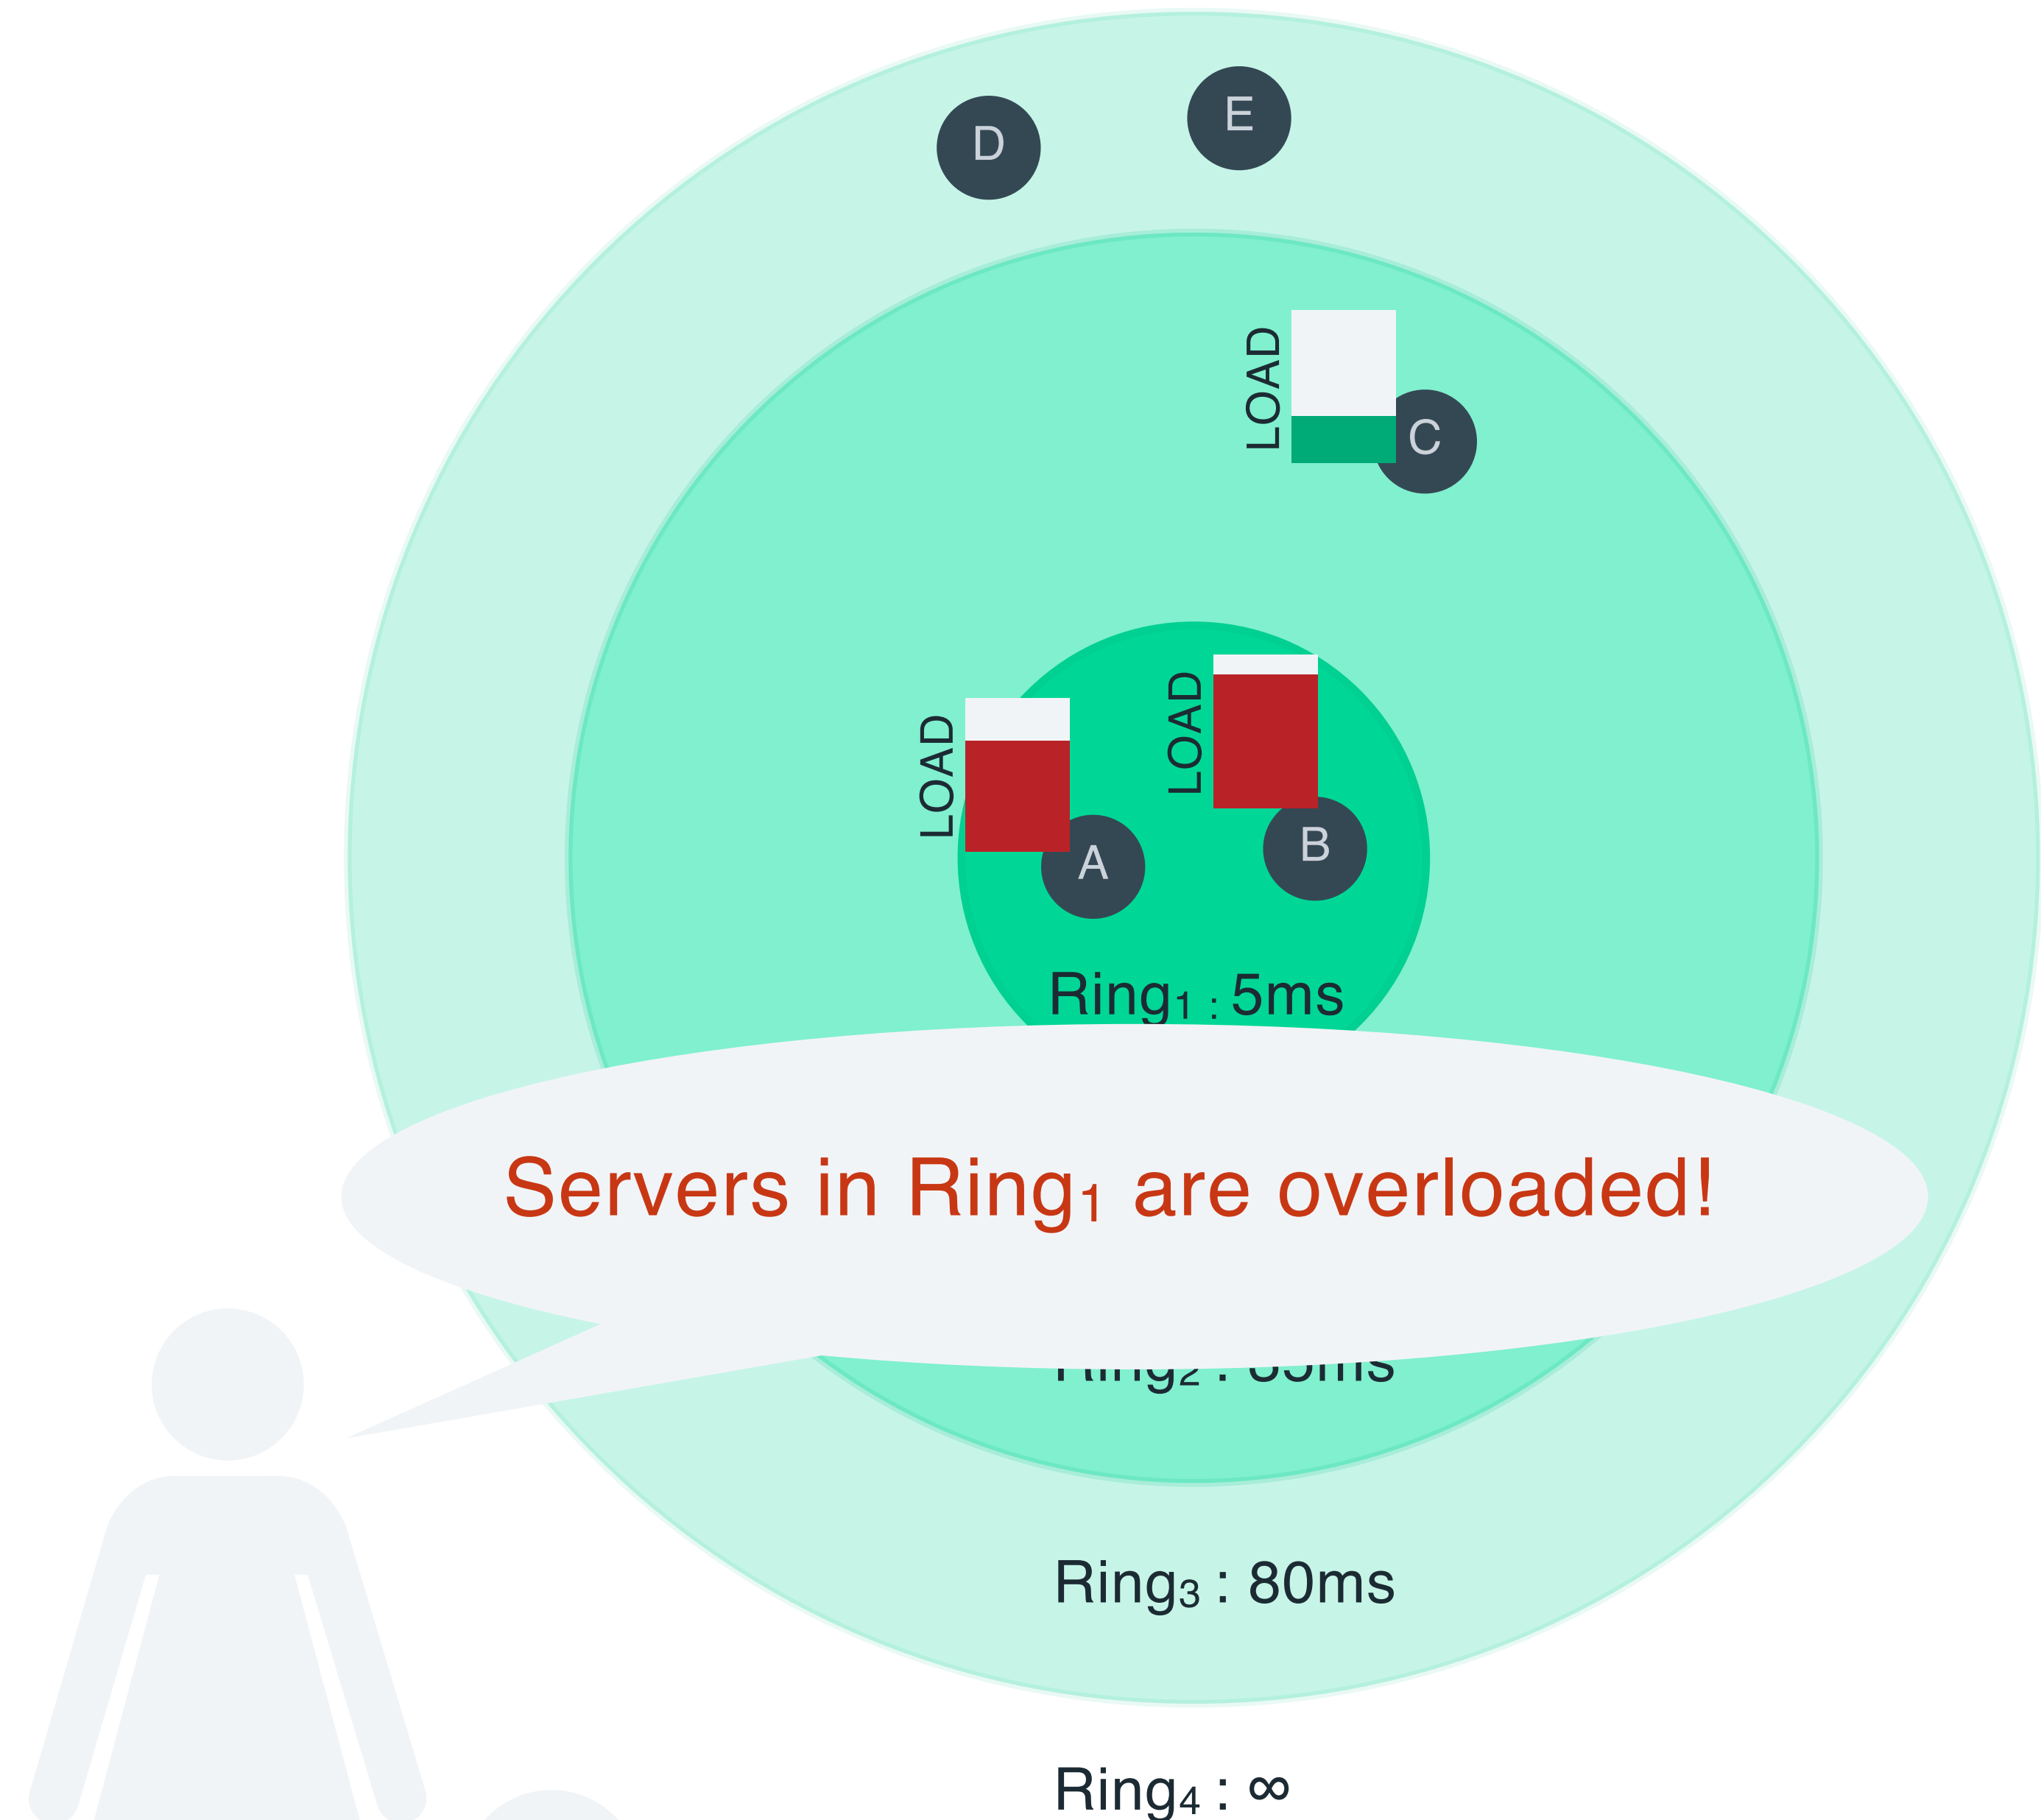 E
D
LOAD
C
LOAD
LOAD
B
A
Ring1 : 5ms
Servers in Ring1 are overloaded!
Ring3 : 80ms
Ring4 : ∞